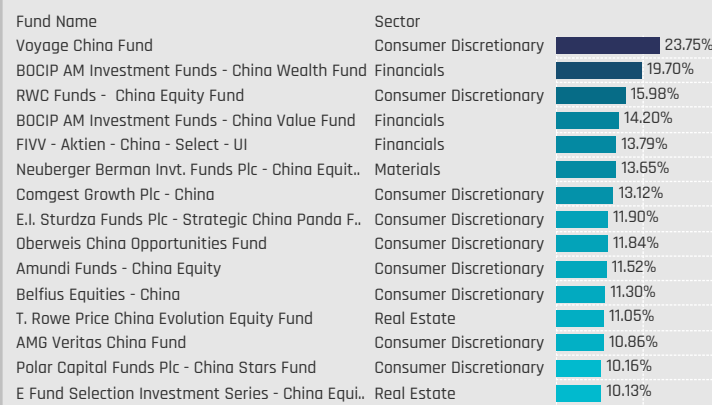 Fund Name Sector
Voyage China Fund Consumer Discretionary 23.75%
BOCIP AM Investment Funds - China Wealth Fund Financials 19.70%
RWC Funds - China Equity Fund Consumer Discretionary 15.98%
BOCIP AM Investment Funds - China Value Fund Financials 14.20%
FIVV - Aktien - China - Select - UI Financials 13.79%
Neuberger Berman Invt. Funds Plc - China Equit.. Materials 13.65%
Comgest Growth Plc - China Consumer Discretionary 13.12%
E.I. Sturdza Funds Plc - Strategic China Panda F.. Consumer Discretionary 11.90%
Oberweis China Opportunities Fund Consumer Discretionary 11.84%
Amundi Funds - China Equity Consumer Discretionary 11.52%
Belfius Equities - China Consumer Discretionary 11.30%
T. Rowe Price China Evolution Equity Fund Real Estate 11.05%
AMG Veritas China Fund Consumer Discretionary 10.86%
Polar Capital Funds Plc - China Stars Fund Consumer Discretionary 10.16%
E Fund Selection Investment Series - China Equi.. Real Estate 10.13%